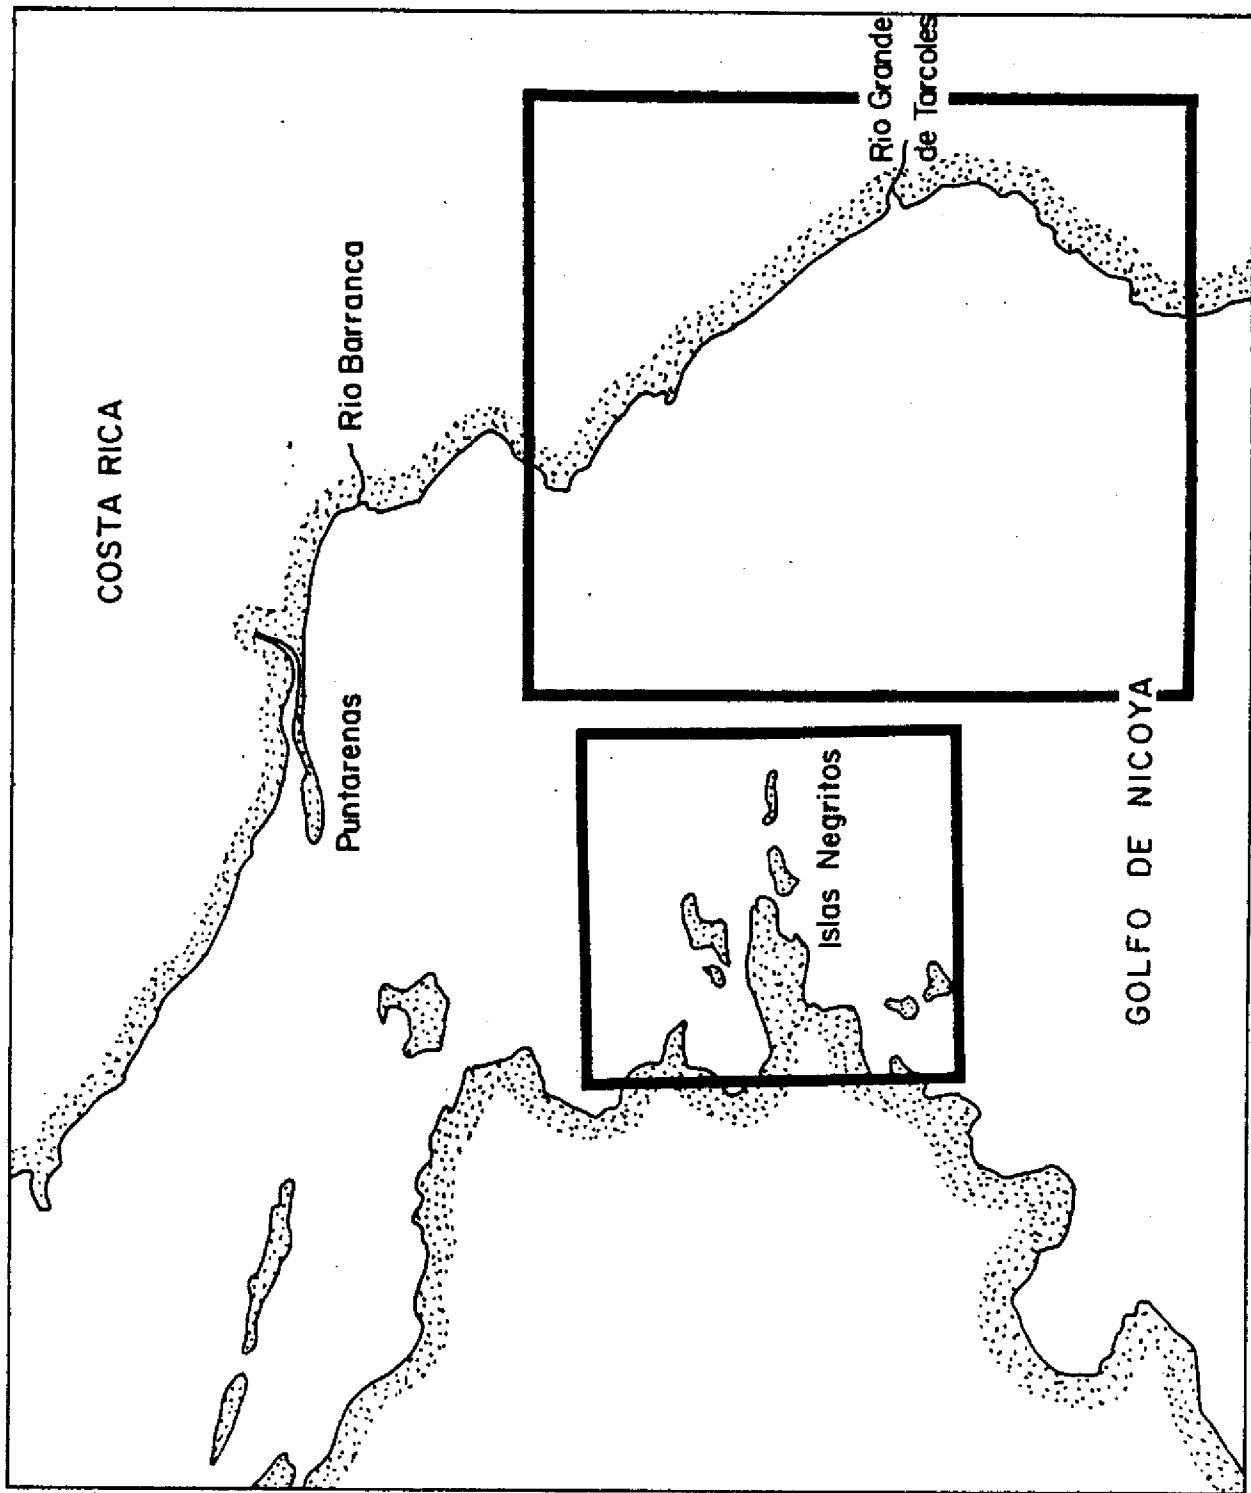 COSTA RICA
Rio Barranca
Puntarenas
Rio Grande
de Tarcoles
Islas Negritos
GOLFO DE NICOYA